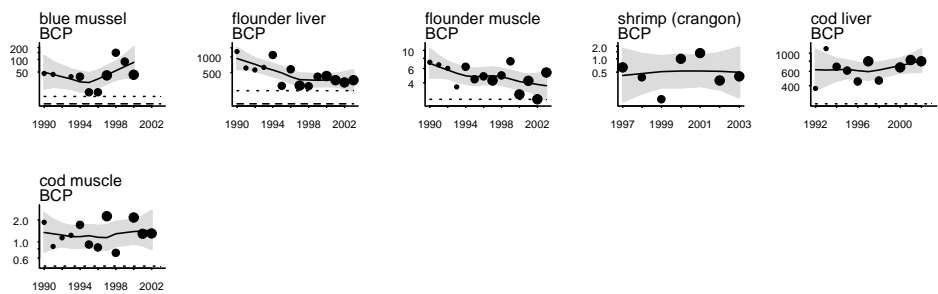 blue mussel
BCP
200
100
50
1990 1994 1998 2002
flounder liver
BCP
1000
500
1990 1994 1998 2002
flounder muscle
BCP
10
6
4
1990 1994 1998 2002
shrimp (crangon)
BCP
2.0
1.0
0.5
1997 1999 2001 2003
cod liver
BCP
1000
600
400
1992 1996 2000
cod muscle
BCP
2.0
1.0
0.6
1990 1994 1998 2002